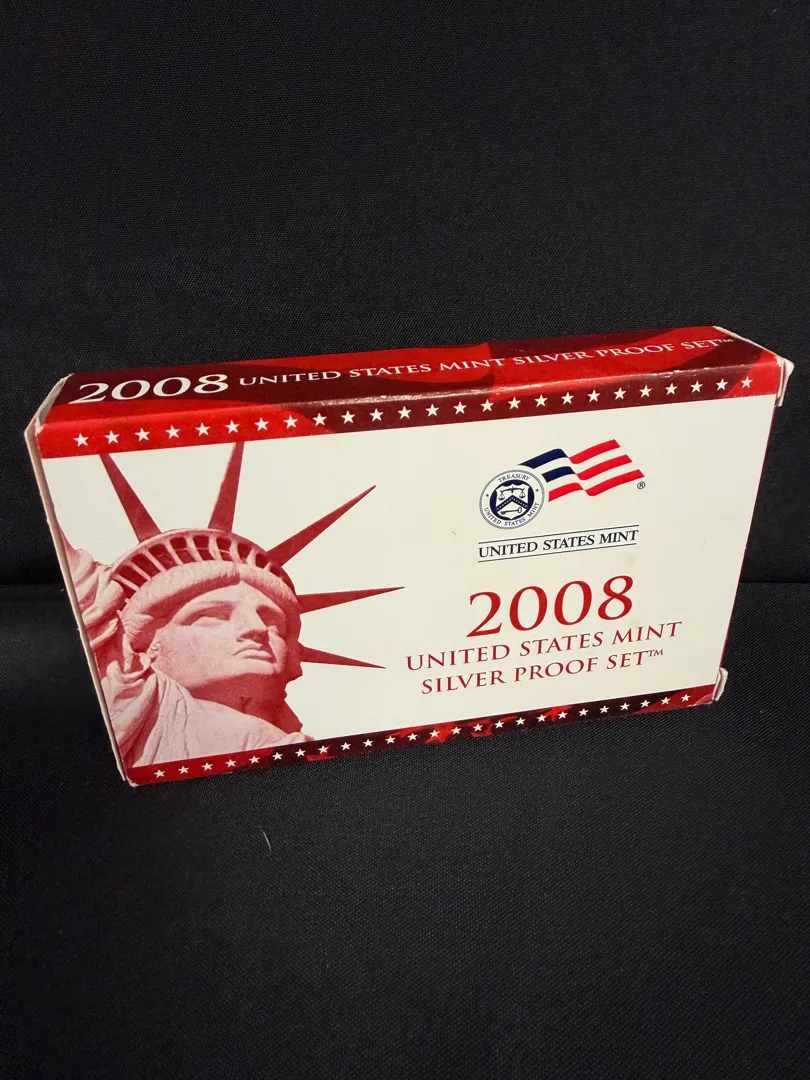 2008 UNITED STATES MINT SILVER PROOF SET™
TREASURY
UNITED STATES MINT
®
UNITED STATES MINT
2008
UNITED STATES MINT
SILVER PROOF SET™